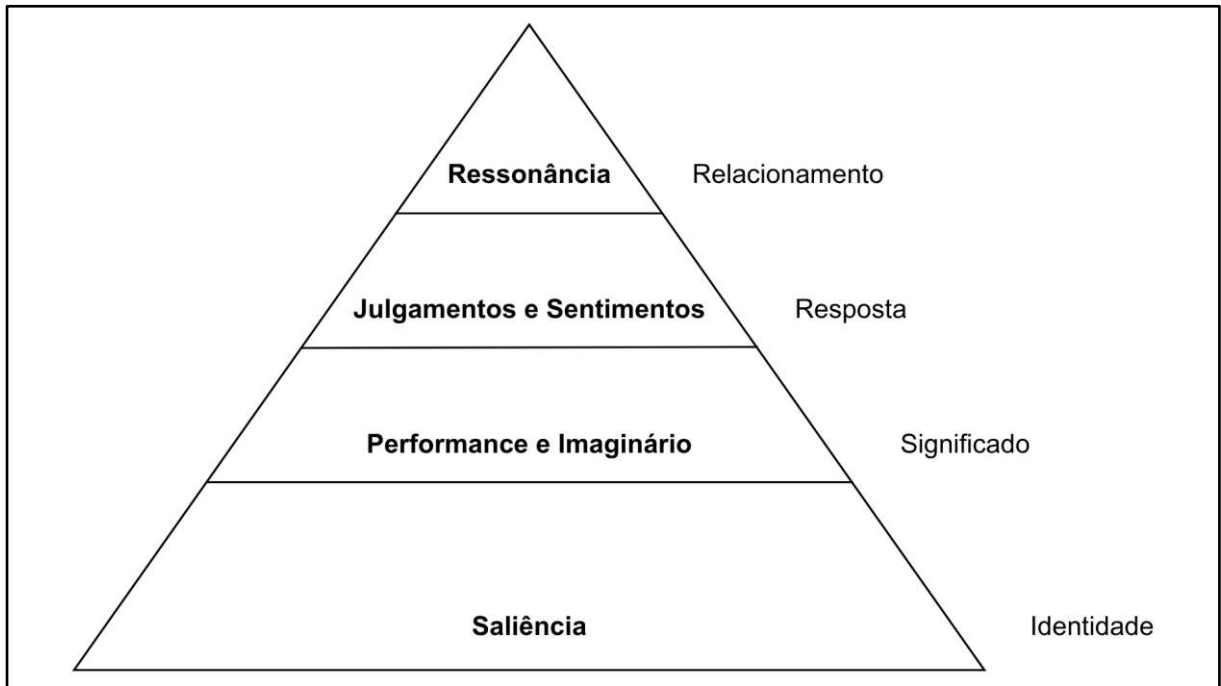 Ressonância Relacionamento
Julgamentos e Sentimentos Resposta
Performance e Imaginário Significado
Saliência Identidade